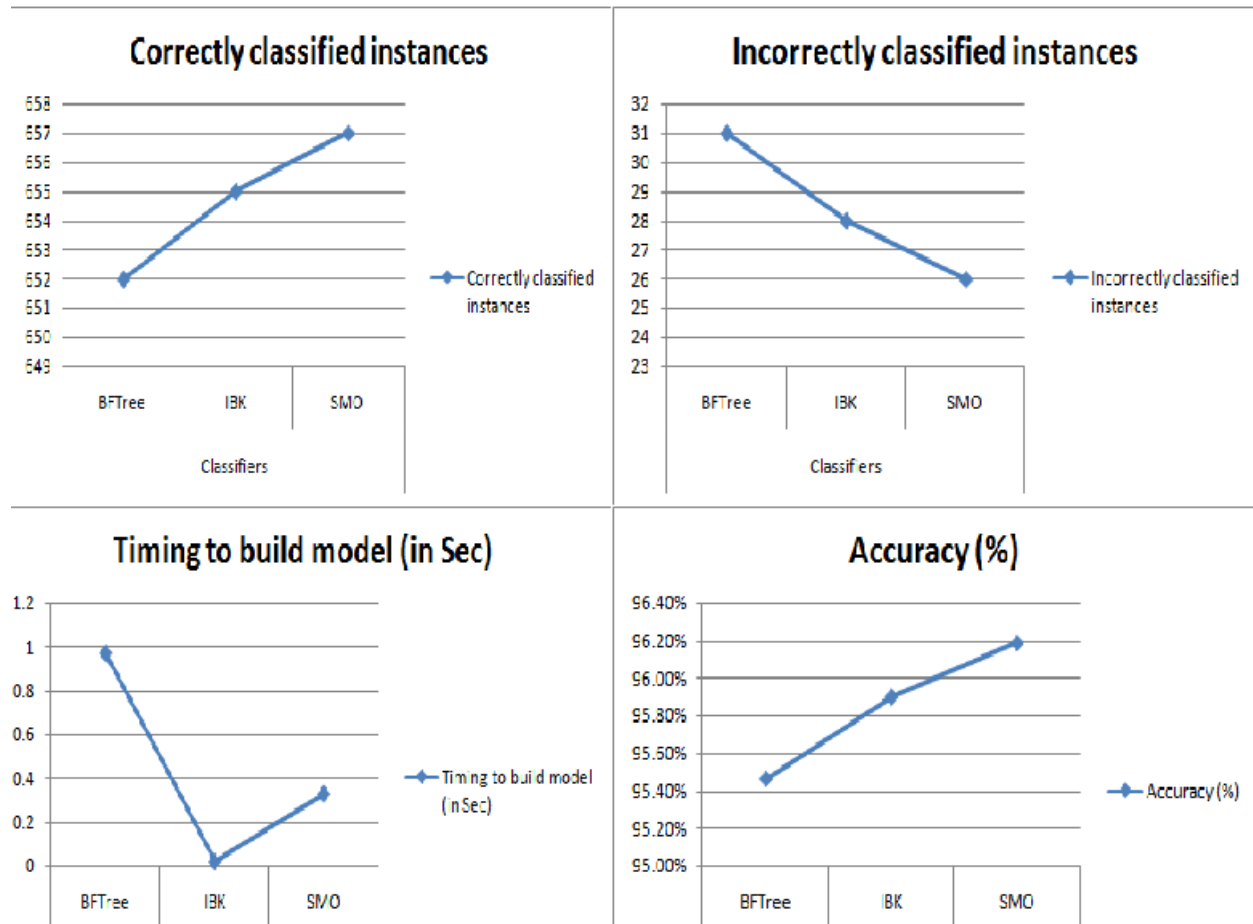 Correctly classified instances
658
657
656
655
654
653
652
651
650
649
BFTree IBK SMO
Classifiers
Correctly classified
instances
Incorrectly classified instances
32
31
30
29
28
27
26
25
24
23
BFTree IBK SMO
Classifiers
Incorrectly classified
instances
Timing to build model (in Sec)
1.2
1
0.8
0.6
0.4
0.2
0
BFTree IBK SMO
Timing to build model
(in Sec)
Accuracy (%)
96.40%
96.20%
96.00%
95.80%
95.60%
95.40%
95.20%
95.00%
BFTree IBK SMO
Accuracy (%)